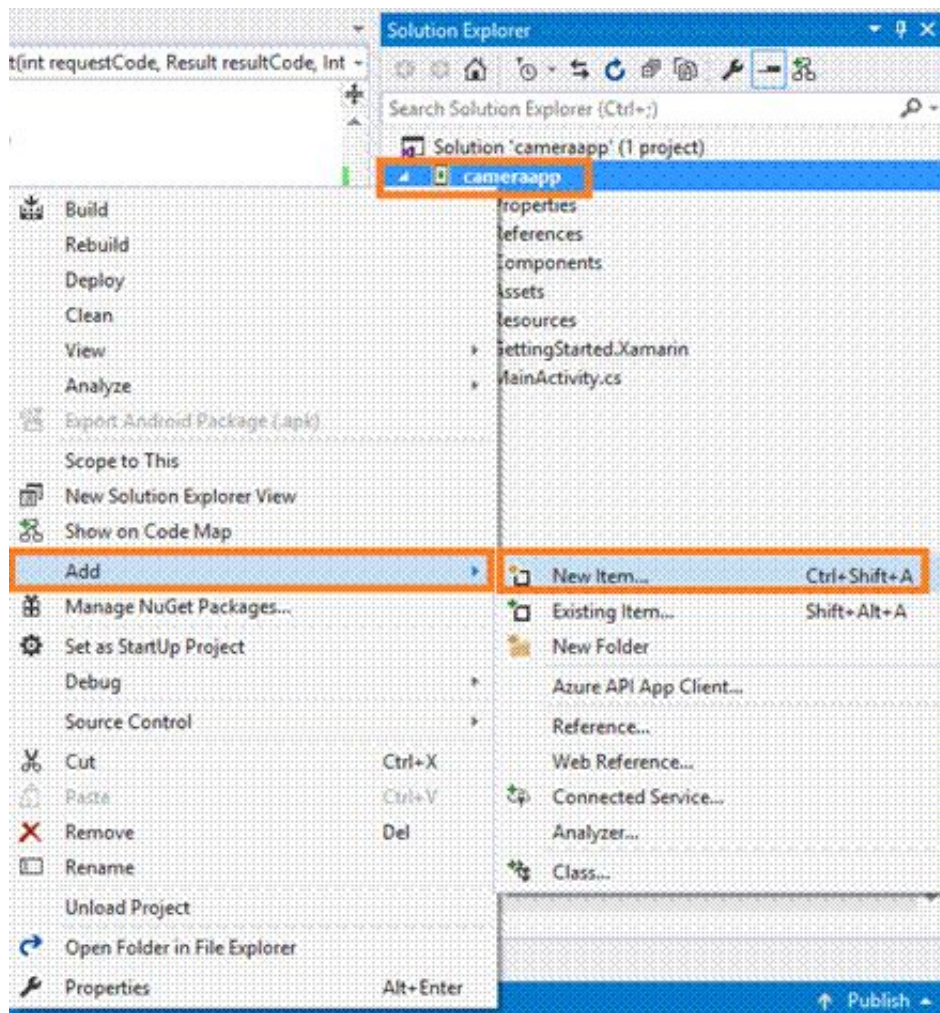 Solution Explorer
t(int requestCode, Result resultCode, Int
Search Solution Explorer (Ctrl+;)
Solution 'cameraapp' (1 project)
cameraapp
roperties
eferences
omponents
ssets
esources
ettingStarted.Xamarin
MainActivity.cs
Build
Rebuild
Deploy
Clean
View
Analyze
Export Android Package (.apk)
Scope to This
New Solution Explorer View
Show on Code Map
Add
Manage NuGet Packages...
Set as StartUp Project
Debug
Source Control
Cut Ctrl+X
Paste Ctrl+V
Remove Del
Rename
Unload Project
Open Folder in File Explorer
Properties Alt+Enter
New Item... Ctrl+Shift+A
Existing Item... Shift+Alt+A
New Folder
Azure API App Client...
Reference...
Web Reference...
Connected Service...
Analyzer...
Class...
Publish